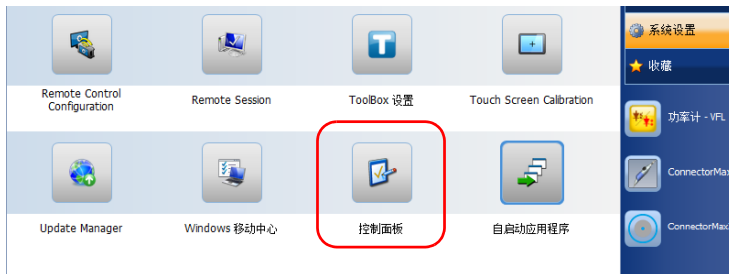 Remote Control
Configuration
Remote Session
ToolBox 设置
Touch Screen Calibration
Update Manager
Windows 移动中心
控制面板
自启动应用程序
系统设置
收藏
功率计 - VFL
ConnectorMax
ConnectorMax